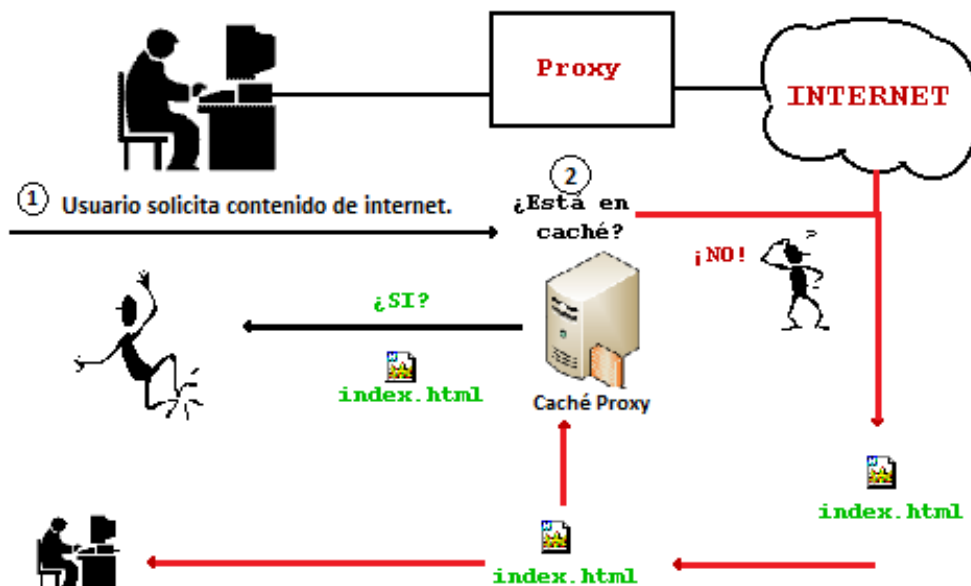 Proxy
INTERNET
1 Usuario solicita contenido de internet.
2
¿Está en
caché?
¡NO!
¿SI?
index.html
Caché Proxy
index.html
index.html